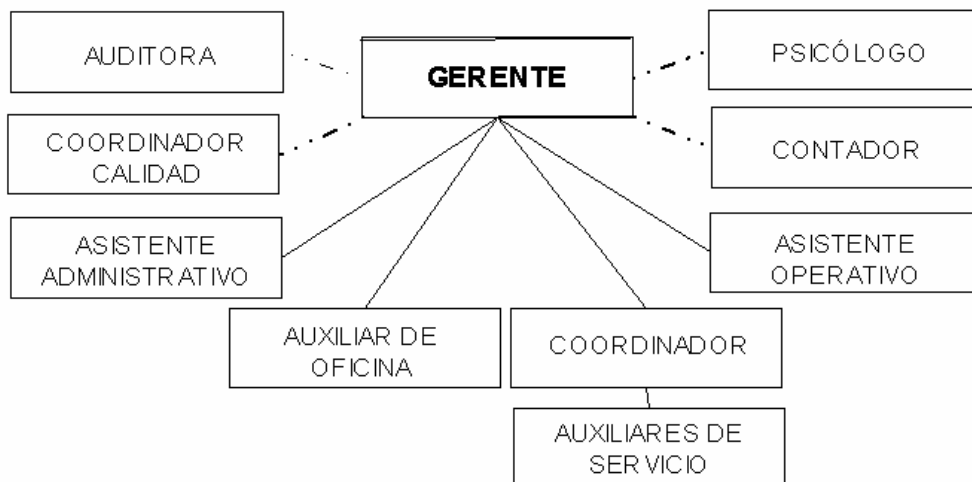 AUDITORA
GERENTE
PSICÓLOGO
COORDINADOR
CALIDAD
CONTADOR
ASISTENTE
ADMINISTRATIVO
ASISTENTE
OPERATIVO
AUXILIAR DE
OFICINA
COORDINADOR
AUXILIARES DE
SERVICIO